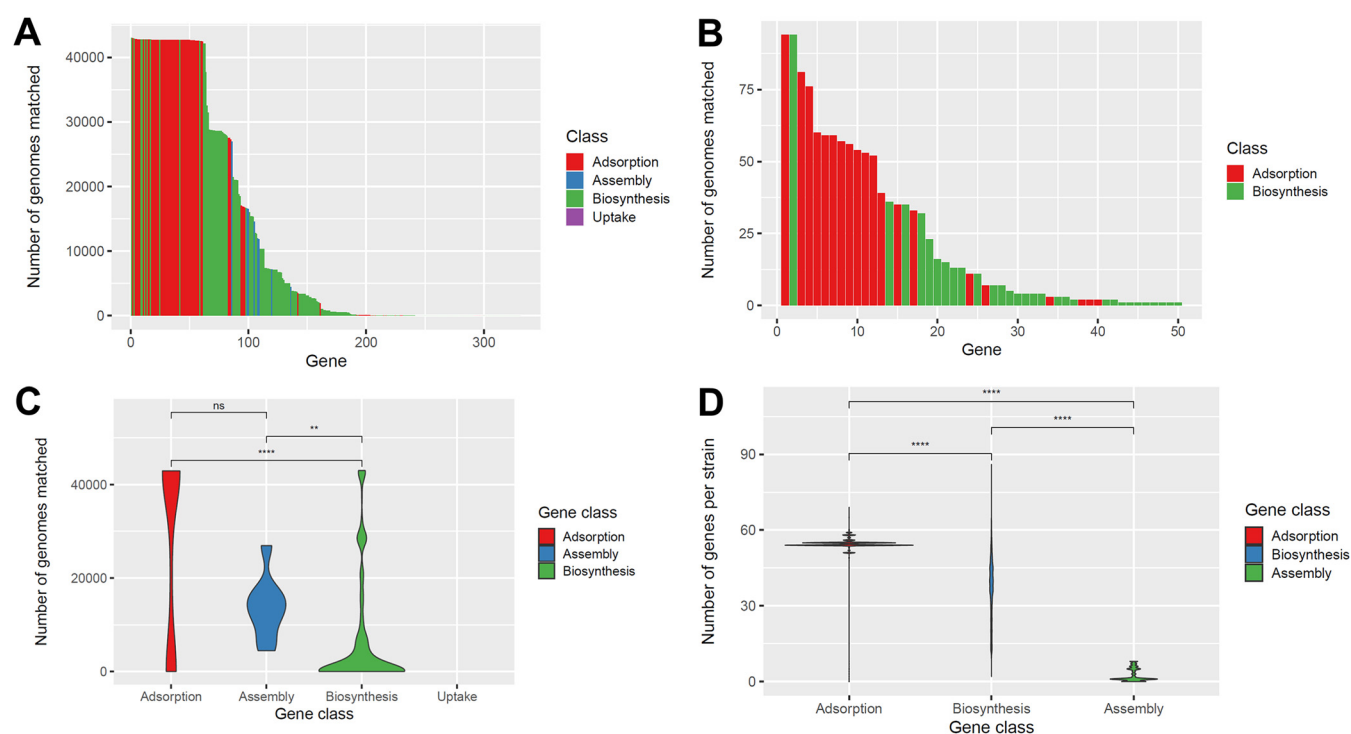 A
Number of genomes matched
40000
30000
20000
10000
0
0 100 200 300
Gene
Class
Adsorption
Assembly
Biosynthesis
Uptake
B
Number of genomes matched
75
50
25
0
0 10 20 30 40 50
Gene
Class
Adsorption
Biosynthesis
C
Number of genomes matched
40000
20000
0
ns
**
****
Adsorption Assembly Biosynthesis Uptake
Gene class
Gene class
Adsorption
Assembly
Biosynthesis
D
Number of genes per strain
90
60
30
0
****
****
****
Adsorption Biosynthesis Assembly
Gene class
Gene class
Adsorption
Biosynthesis
Assembly